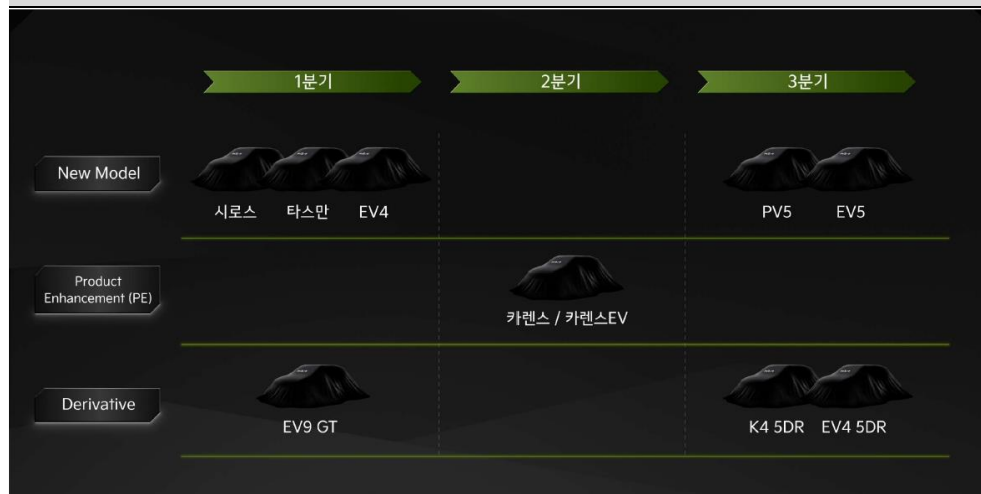 1분기
2분기
3분기
New Model
시로스
타스만
EV4
PV5
EV5
Product
Enhancement (PE)
카렌스 / 카렌스EV
Derivative
EV9 GT
K4 5DR
EV4 5DR